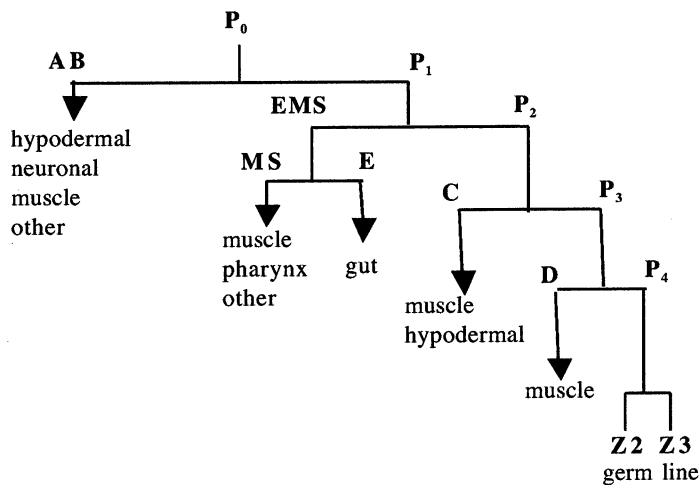 P₀
AB
P₁
EMS
P₂
hypodermal
neuronal
muscle
other
MS
E
C
P₃
muscle
pharynx
other
gut
D
P₄
muscle
hypodermal
muscle
Z2 Z3
germ line